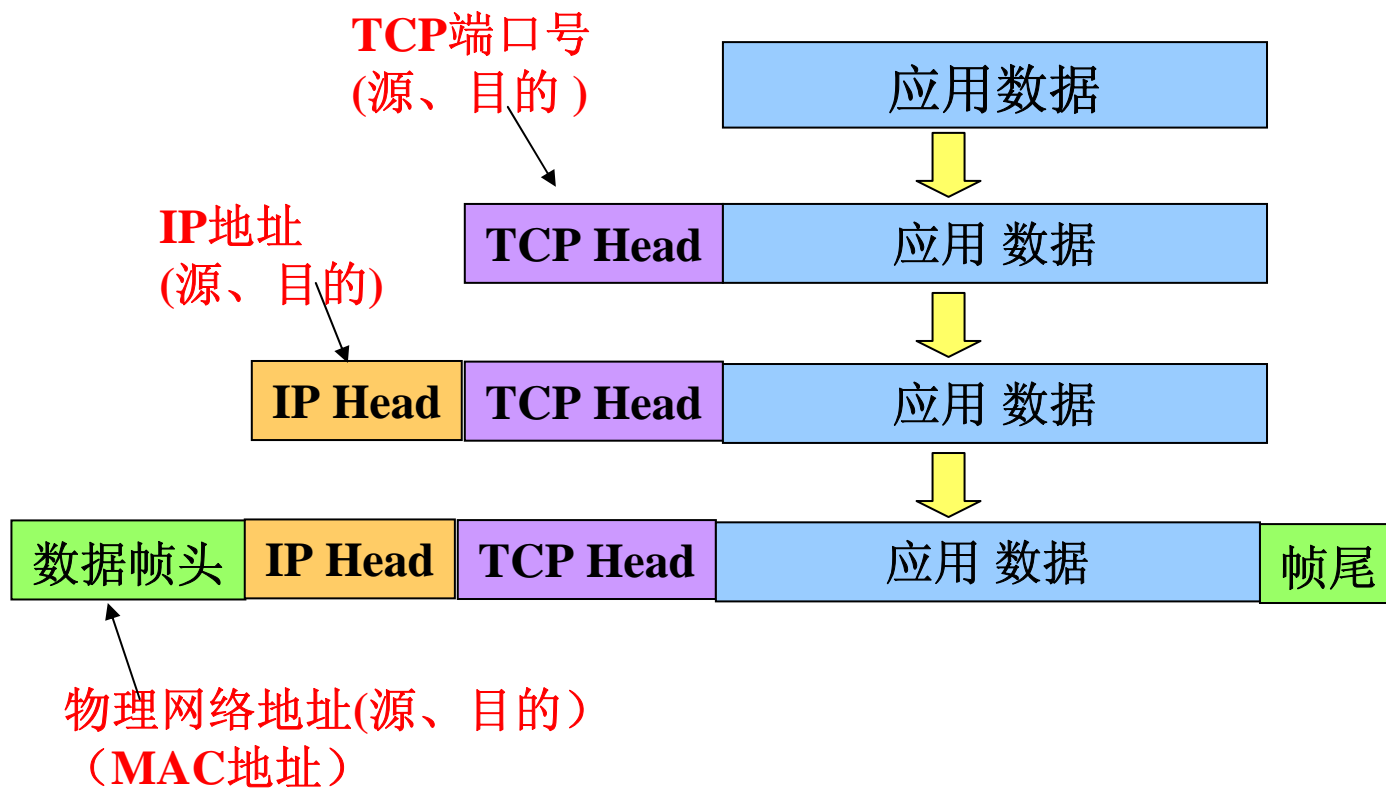 TCP端口号
(源、目的 )
应用数据
IP地址
(源、目的)
TCP Head
应用 数据
IP Head
TCP Head
应用 数据
数据帧头
IP Head
TCP Head
应用 数据
帧尾
物理网络地址(源、目的）
（MAC地址）